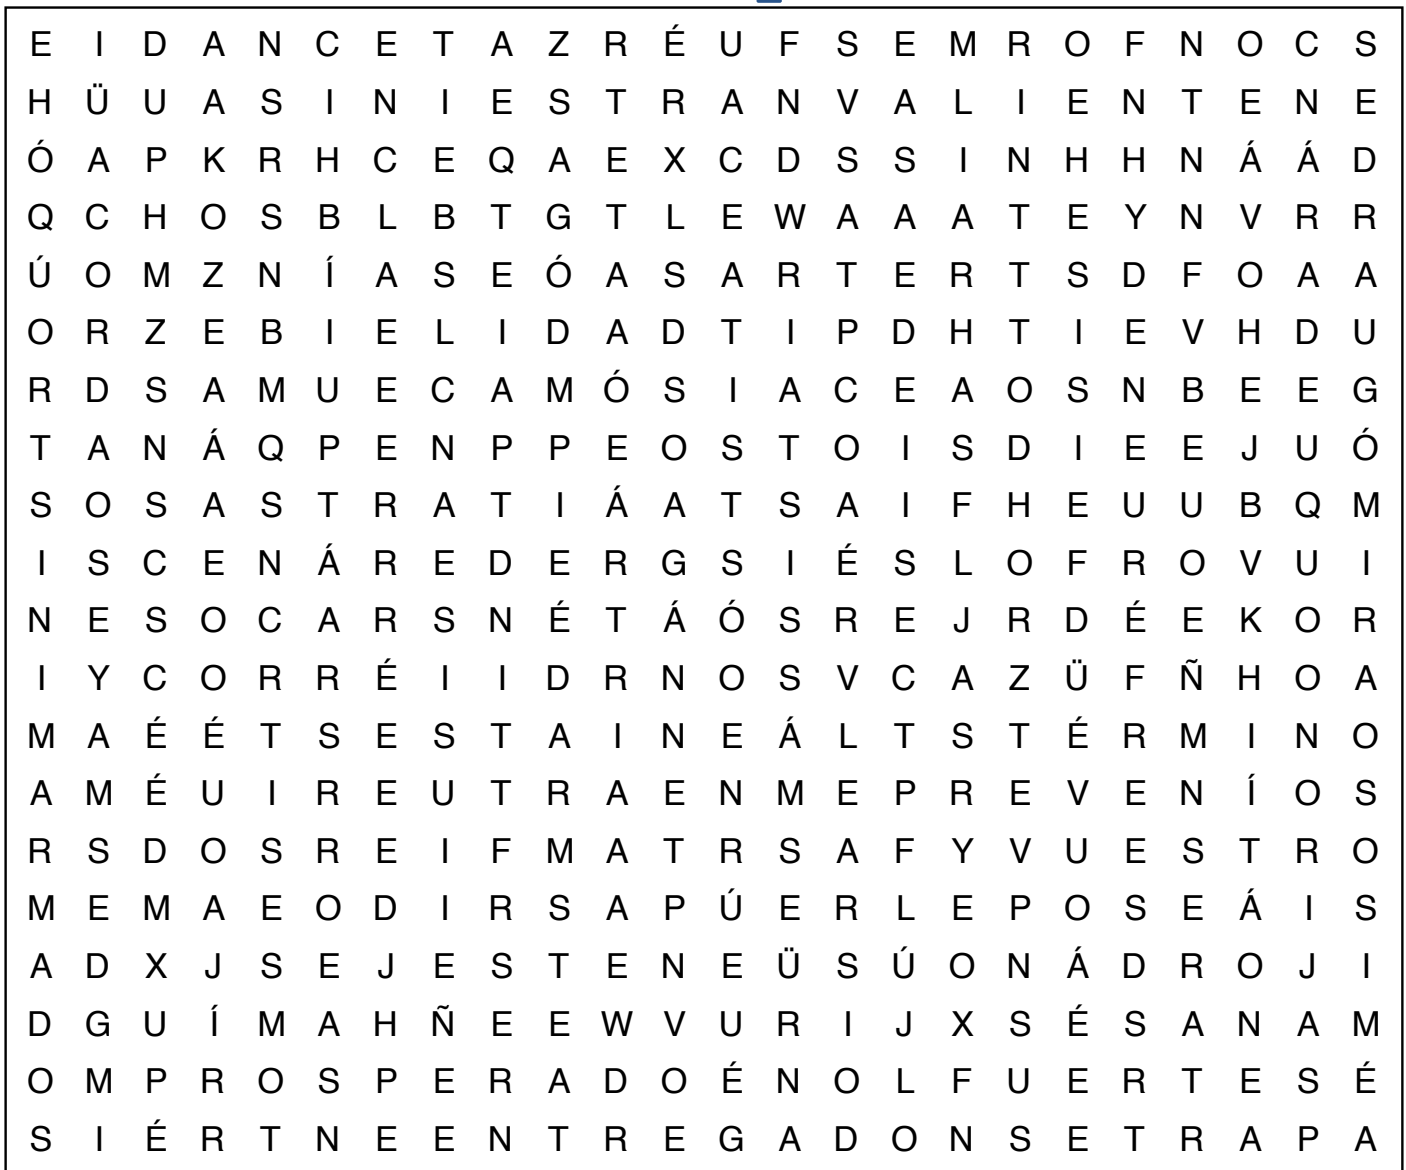 E I D A N C E T A Z R É U F S E M R O F N O C S
H Ü U A S I N I E S T R A N V A L I E N T E N E
Ó A P K R H C E Q A E X C D S S I N H H N Á Á D
Q C H O S B L B T G T L E W A A A T E Y N V R R
Ú O M Z N Í A S E Ó A S A R T E R T S D F O A A
O R Z E B I E L I D A D T I P D H T I E V H D U
R D S A M U E C A M Ó S I A C E A O S N B E E G
T A N Á Q P E N P P E O S T O I S D I E E J U Ó
S O S A S T R A T I Á A T S A I F H E U U B Q M
I S C E N Á R E D E R G S I É S L O F R O V U I
N E S O C A R S N É T Á Ó S R E J R D É E K O R
I Y C O R R É I I D R N O S V C A Z Ü F Ñ H O A
M A É É T S E S T A I N E Á L T S T É R M I N O
A M É U I R E U T R A E N M E P R E V E N Í O S
R S D O S R E I F M A T R S A F Y V U E S T R O
M E M A E O D I R S A P Ú E R L E P O S E Á I S
A D X J S E J E S T E N E Ü S Ú O N Á D R O J I
D G U Í M A H Ñ E E W V U R I J X S É S A N A M
O M P R O S P E R A D O É N O L F U E R T E S É
S I É R T N E E N T R E G A D O N S E T R A P A